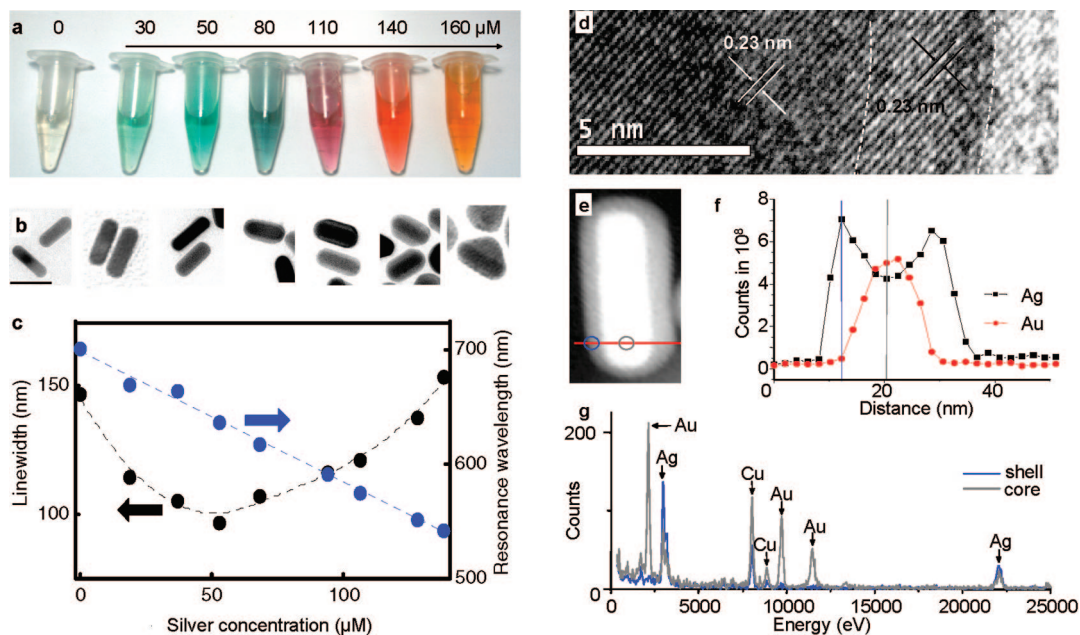 a 0 30 50 80 110 140 160 μM
b
c
Linewidth (nm)
150
100
Resonance wavelength (nm)
700
600
500
0 50 100
Silver concentration (μM)
d
0.23 nm
0.23 nm
5 nm
e
f
Counts in 10⁸
8
6
4
2
0
Ag
Au
0 20 40
Distance (nm)
g
Counts
200
0
Au
Ag
Cu
Cu
Au
Au
Ag
shell
core
0 5000 10000 15000 20000 25000
Energy (eV)